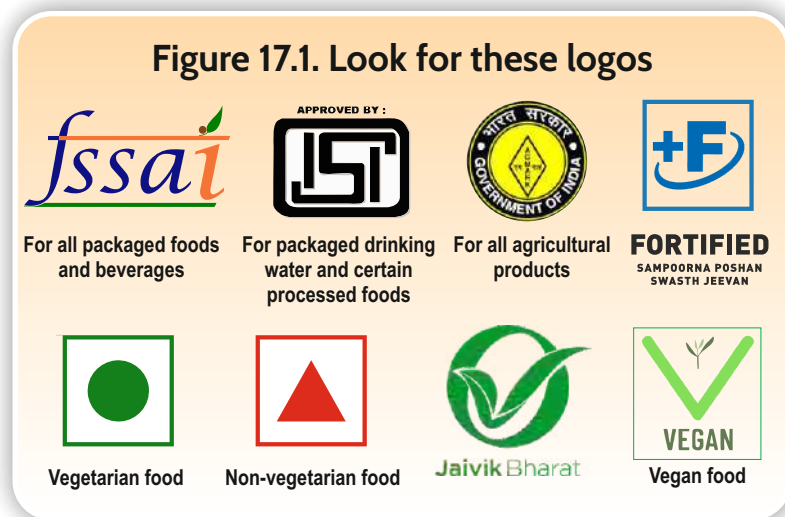 Figure 17.1. Look for these logos
fssai
For all packaged foods
and beverages
APPROVED BY :
ISI
For packaged drinking
water and certain
processed foods
भारत सरकार
AGMARK
GOVERNMENT OF INDIA
For all agricultural
products
+F
FORTIFIED
SAMPOORNA POSHAN
SWASTH JEEVAN
Vegetarian food
Non-vegetarian food
Jaivik Bharat
VEGAN
Vegan food